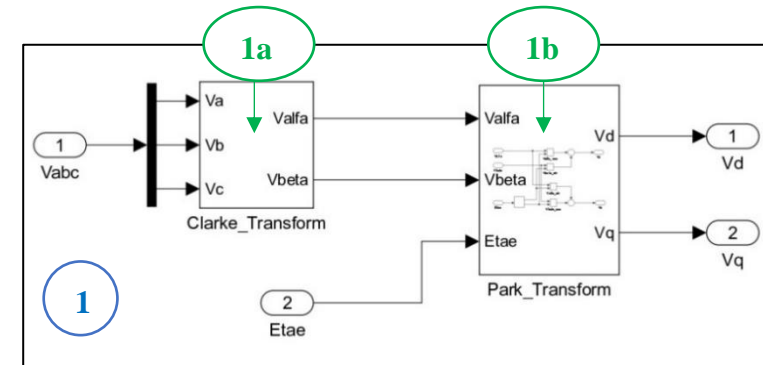 1a
1b
1
Vabc
Va
Vb
Vc
Valfa
Vbeta
Clarke_Transform
2
Etae
Valfa
Vbeta
Etae
Vd
Vq
Park_Transform
1
Vd
2
Vq
1